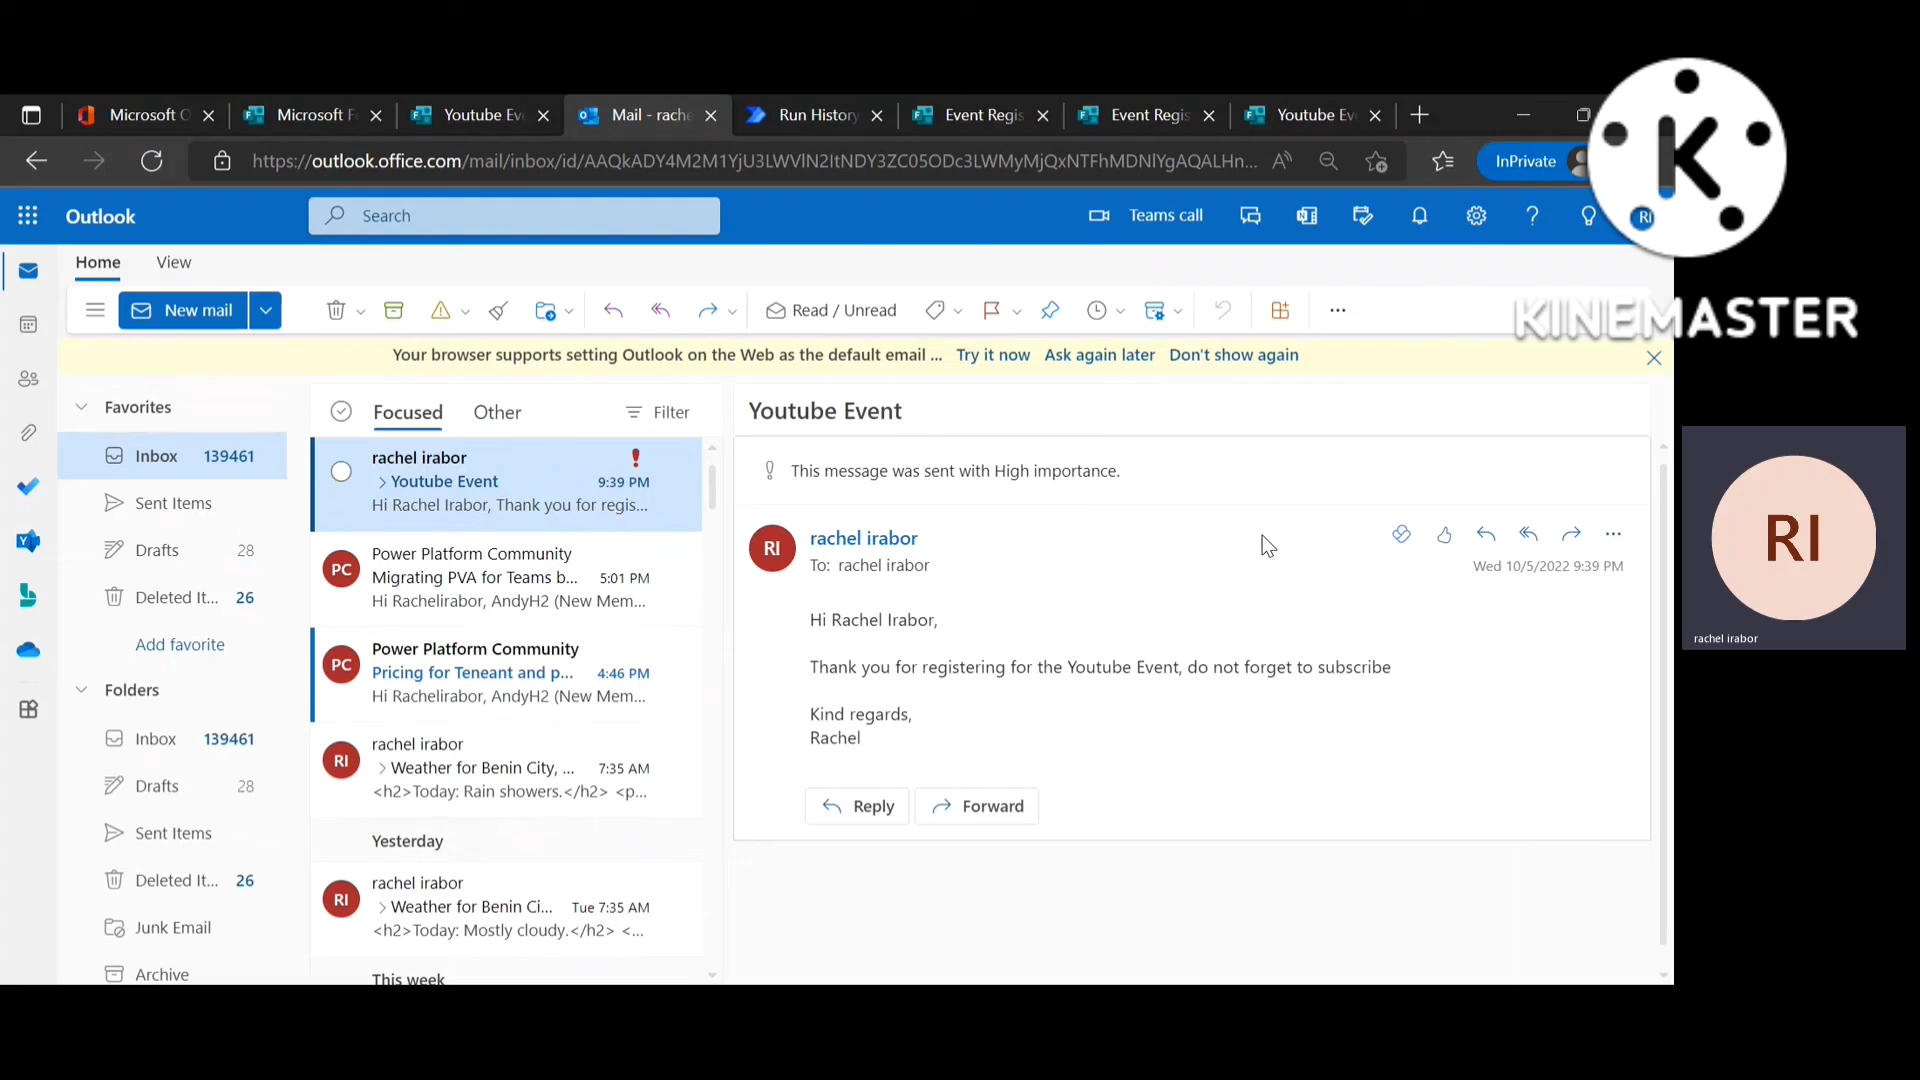 Microsoft O
Microsoft F
Youtube Ev
Mail - rache
Run History
Event Regis
Event Regis
Youtube Ev
https://outlook.office.com/mail/inbox/id/AAQkADY4M2M1YjU3LWVlN2ItNDY3ZC05ODc3LWMyMjQxNTFhMDNlYgAQALHn...
InPrivate
K
KINEMASTER
Outlook
Search
Teams call
RI
Home
View
New mail
Read / Unread
Your browser supports setting Outlook on the Web as the default email ...
Try it now
Ask again later
Don't show again
Favorites
Inbox 139461
Sent Items
Drafts 28
Deleted It... 26
Add favorite
Folders
Inbox 139461
Drafts 28
Sent Items
Deleted It... 26
Junk Email
Archive
Focused
Other
Filter
rachel irabor
Youtube Event 9:39 PM
Hi Rachel Irabor, Thank you for regis...
PC
Power Platform Community
Migrating PVA for Teams b... 5:01 PM
Hi Rachelirabor, AndyH2 (New Mem...
PC
Power Platform Community
Pricing for Teneant and p... 4:46 PM
Hi Rachelirabor, AndyH2 (New Mem...
RI
rachel irabor
Weather for Benin City, ... 7:35 AM
<h2>Today: Rain showers.</h2> <p...
Yesterday
RI
rachel irabor
Weather for Benin Ci... Tue 7:35 AM
<h2>Today: Mostly cloudy.</h2> <...
This week
Youtube Event
This message was sent with High importance.
RI
rachel irabor
To: rachel irabor
Wed 10/5/2022 9:39 PM
Hi Rachel Irabor,
Thank you for registering for the Youtube Event, do not forget to subscribe
Kind regards,
Rachel
Reply
Forward
RI
rachel irabor